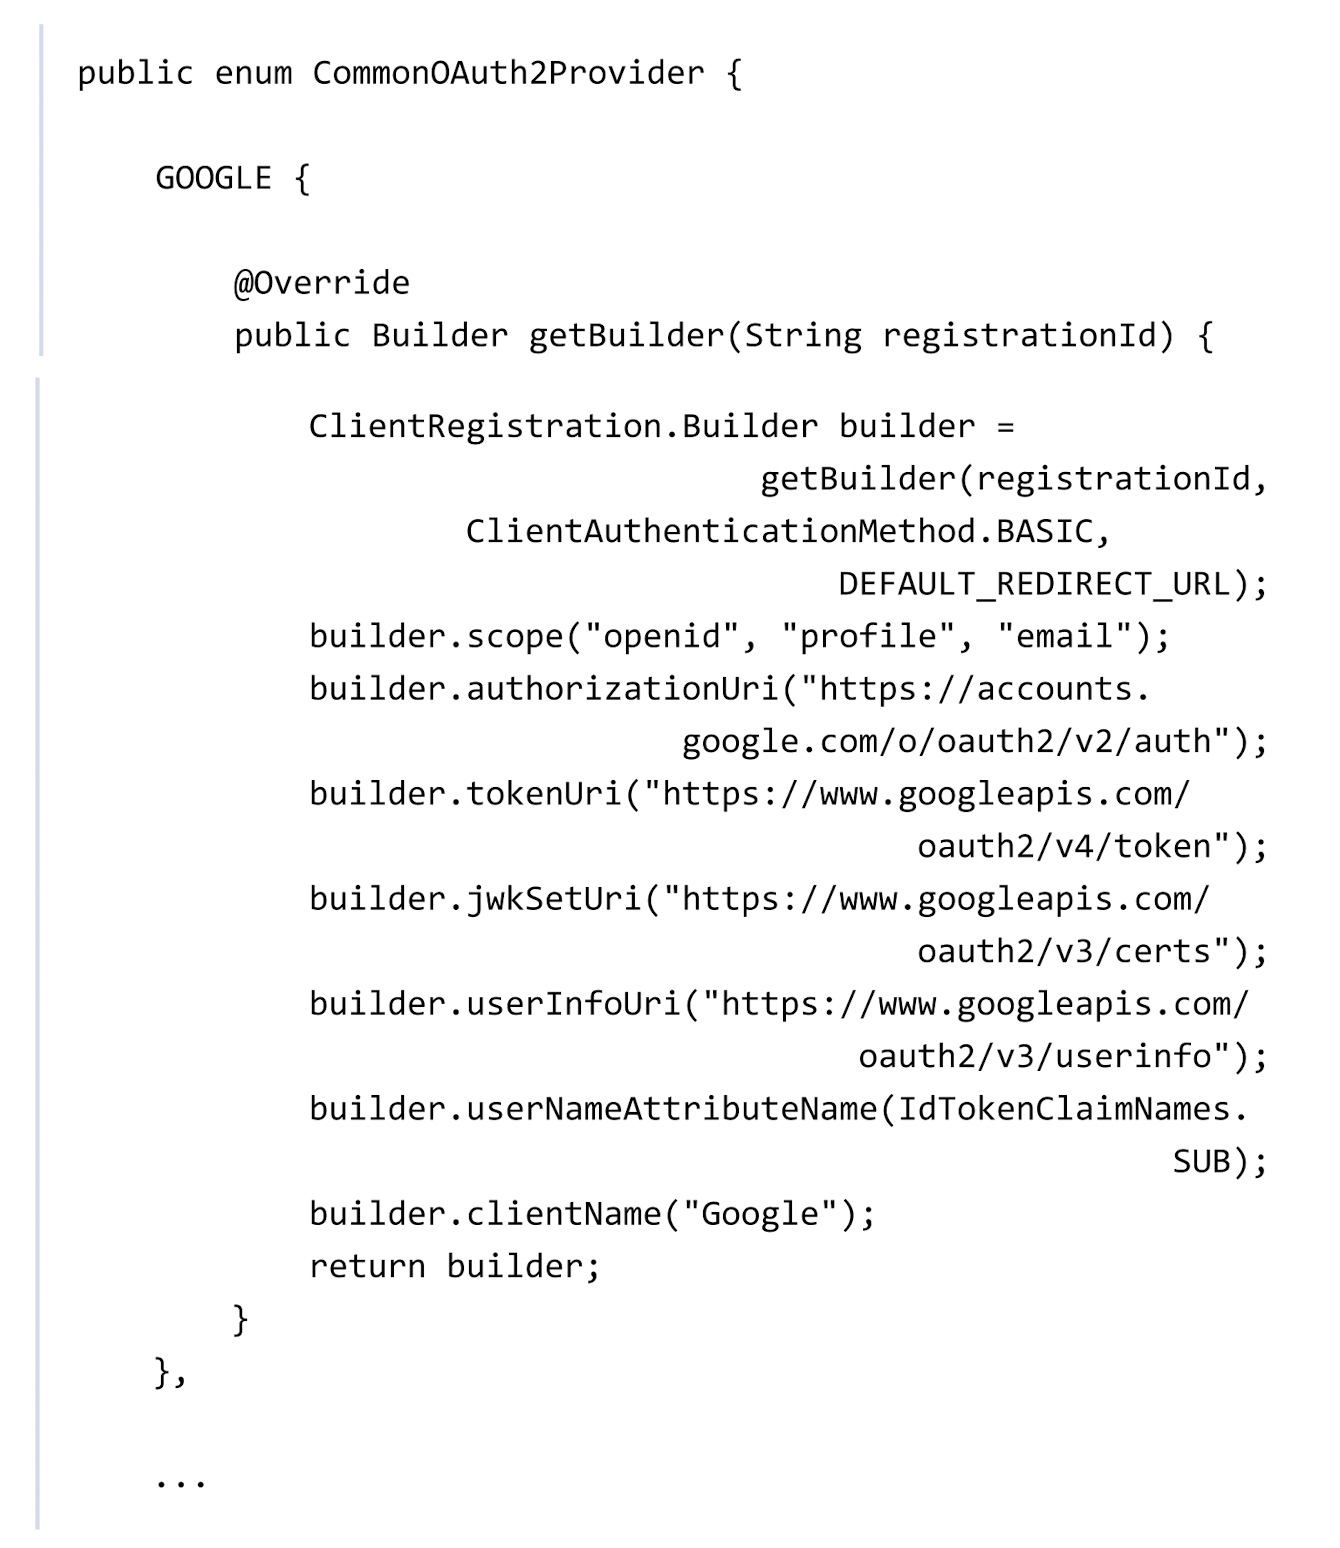 public enum CommonOAuth2Provider {
GOOGLE {
@Override
public Builder getBuilder(String registrationId) {
ClientRegistration.Builder builder =
getBuilder(registrationId,
ClientAuthenticationMethod.BASIC,
DEFAULT_REDIRECT_URL);
builder.scope("openid", "profile", "email");
builder.authorizationUri("https://accounts.
google.com/o/oauth2/v2/auth");
builder.tokenUri("https://www.googleapis.com/
oauth2/v4/token");
builder.jwkSetUri("https://www.googleapis.com/
oauth2/v3/certs");
builder.userInfoUri("https://www.googleapis.com/
oauth2/v3/userinfo");
builder.userNameAttributeName(IdTokenClaimNames.
SUB);
builder.clientName("Google");
return builder;
}
},
...